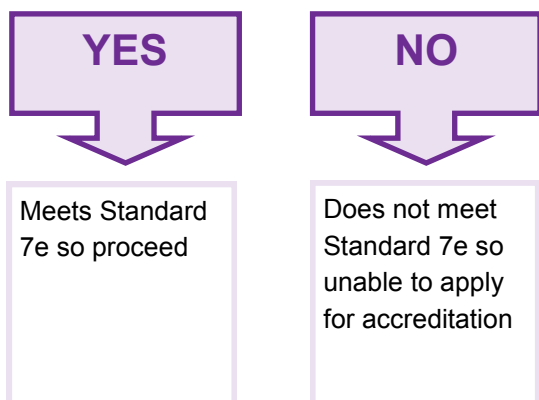 YES
Meets Standard
7e so proceed
NO
Does not meet
Standard 7e so
unable to apply
for accreditation